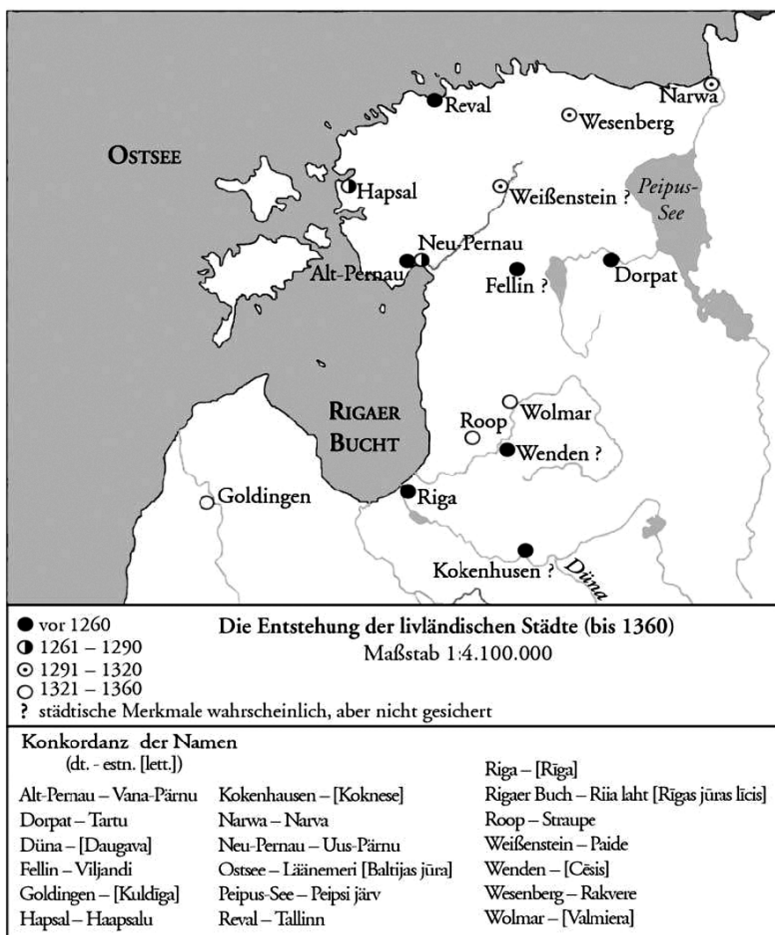 Narwa
Reval
Wesenberg
OSTSEE
Hapsal
Weißenstein ?
Peipus-
See
Neu-Pernau
Alt-Pernau
Fellin ?
Dorpat
RIGAER
BUCHT
Wolmar
Roop
Wenden ?
Goldingen
Riga
Kokenhusen ?
Düna
vor 1260
1261 – 1290
1291 – 1320
1321 – 1360
? städtische Merkmale wahrscheinlich, aber nicht gesichert
Die Entstehung der livländischen Städte (bis 1360)
Maßstab 1:4.100.000
Konkordanz der Namen
(dt. - estn. [lett.])
Alt-Pernau – Vana-Pärnu
Dorpat – Tartu
Düna – [Daugava]
Fellin – Viljandi
Goldingen – [Kuldīga]
Hapsal – Haapsalu
Kokenhausen – [Koknese]
Narwa – Narva
Neu-Pernau – Uus-Pärnu
Ostsee – Läänemeri [Baltijas jūra]
Peipus-See – Peipsi järv
Reval – Tallinn
Riga – [Rīga]
Rigaer Buch – Riia laht [Rīgas jūras līcis]
Roop – Straupe
Weißenstein – Paide
Wenden – [Cēsis]
Wesenberg – Rakvere
Wolmar – [Valmiera]